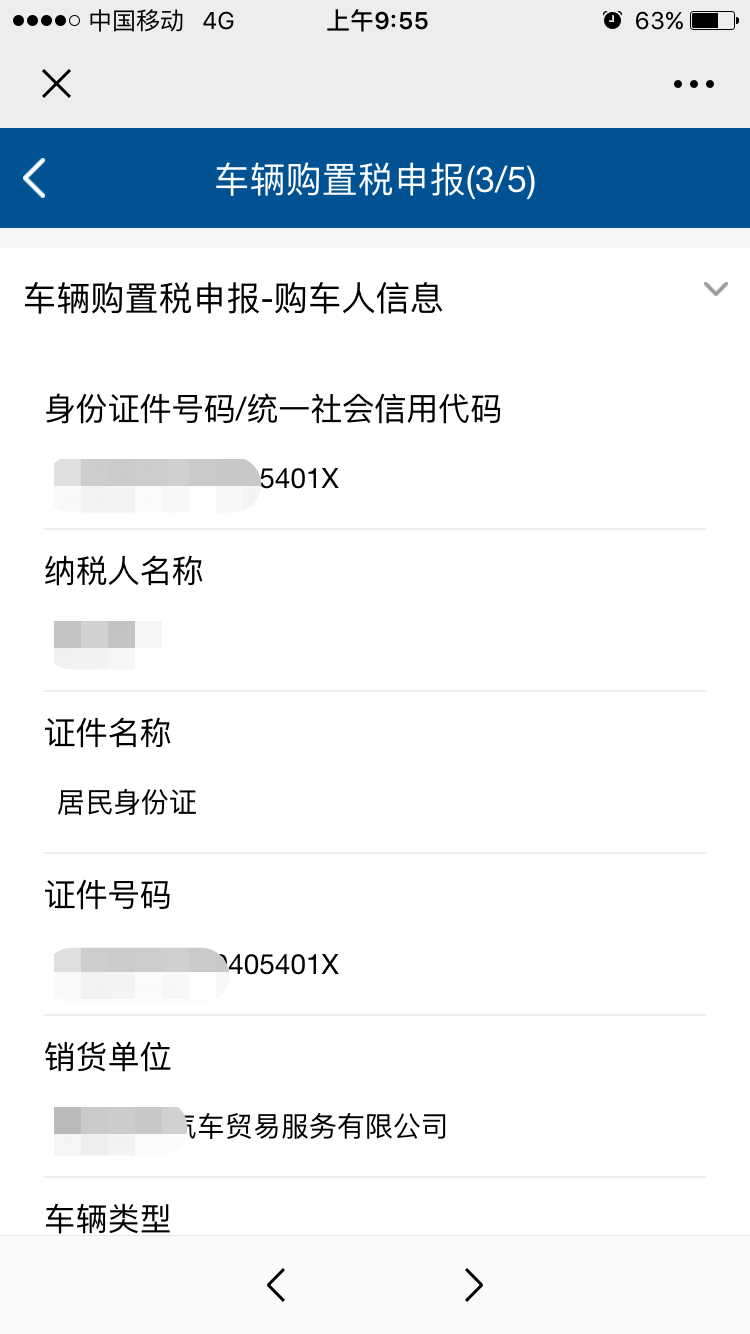 中国移动 4G 上午9:55 63%
车辆购置税申报(3/5)
车辆购置税申报-购车人信息
身份证件号码/统一社会信用代码
5401X
纳税人名称
证件名称
居民身份证
证件号码
405401X
销货单位
汽车贸易服务有限公司
车辆类型